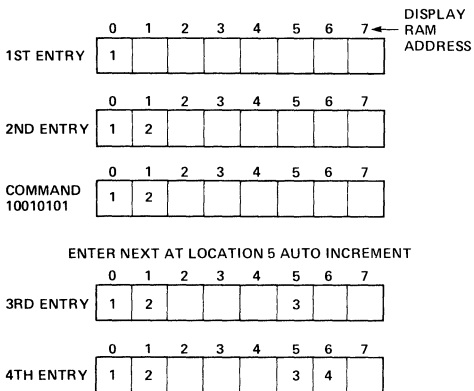 DISPLAY
0 1 2 3 4 5 6 7 ← RAM
ADDRESS
1ST ENTRY 1
0 1 2 3 4 5 6 7
2ND ENTRY 1 2
0 1 2 3 4 5 6 7
COMMAND
10010101 1 2
ENTER NEXT AT LOCATION 5 AUTO INCREMENT
0 1 2 3 4 5 6 7
3RD ENTRY 1 2 3
0 1 2 3 4 5 6 7
4TH ENTRY 1 2 3 4